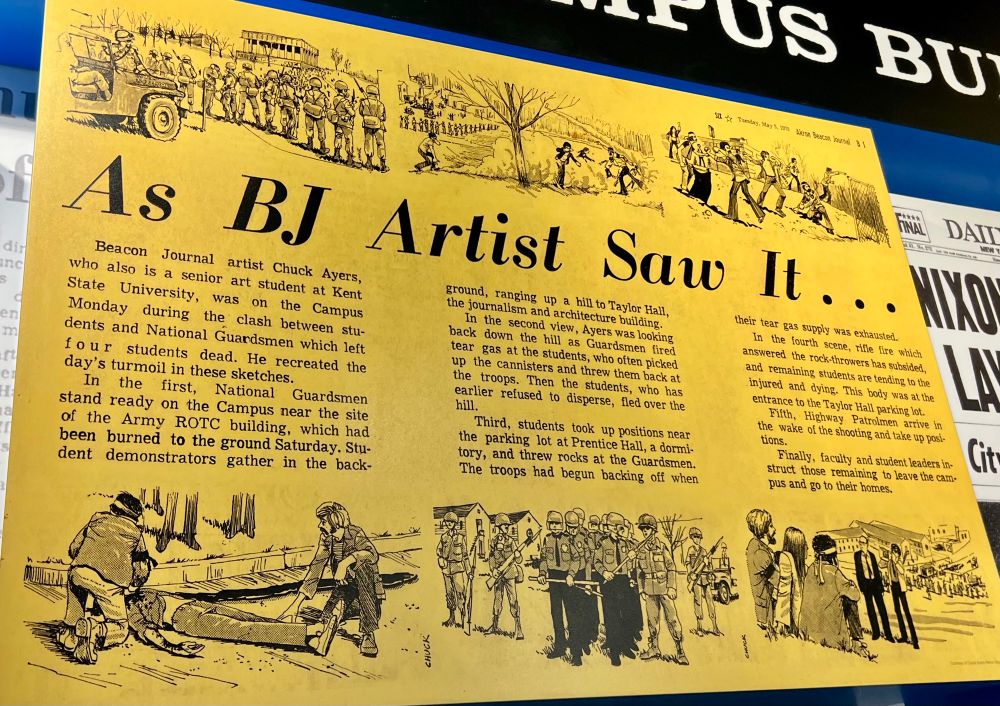 MPUS BU
Tuesday, May 5, 1970 Akron Beacon Journal B 1
As BJ Artist Saw It . . .
Beacon Journal artist Chuck Ayers,
who also is a senior art student at Kent
State University, was on the Campus
Monday during the clash between stu-
dents and National Guardsmen which left
four students dead. He recreated the
day's turmoil in these sketches.
In the first, National Guardsmen
stand ready on the Campus near the site
of the Army ROTC building, which had
been burned to the ground Saturday. Stu-
dent demonstrators gather in the back-
ground, ranging up a hill to Taylor Hall,
the journalism and architecture building.
In the second view, Ayers was looking
back down the hill as Guardsmen fired
tear gas at the students, who often picked
up the cannisters and threw them back at
the troops. Then the students, who has
earlier refused to disperse, fled over the
hill.
Third, students took up positions near
the parking lot at Prentice Hall, a dormi-
tory, and threw rocks at the Guardsmen.
The troops had begun backing off when
their tear gas supply was exhausted.
In the fourth scene, rifle fire which
answered the rock-throwers has subsided,
and remaining students are tending to the
injured and dying. This body was at the
entrance to the Taylor Hall parking lot.
Fifth, Highway Patrolmen arrive in
the wake of the shooting and take up posi-
tions.
Finally, faculty and student leaders in-
struct those remaining to leave the cam-
pus and go to their homes.
CHUCK
CHUCK
FINAL
DAIL
NIXON
LAW
City